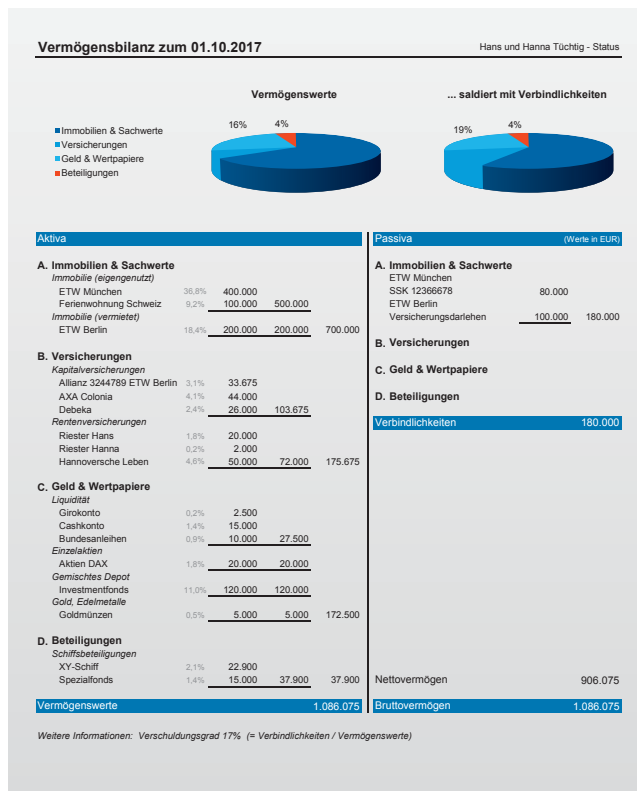 Vermögensbilanz zum 01.10.2017 Hans und Hanna Tüchtig - Status
Vermögenswerte ... saldiert mit Verbindlichkeiten
16% 4% 19% 4%
Immobilien & Sachwerte
Versicherungen
Geld & Wertpapiere
Beteiligungen
Aktiva
A. Immobilien & Sachwerte
Immobilie (eigengenutzt)
ETW München 36,8% 400.000
Ferienwohnung Schweiz 9,2% 100.000 500.000
Immobilie (vermietet)
ETW Berlin 18,4% 200.000 200.000 700.000
B. Versicherungen
Kapitalversicherungen
Allianz 3244789 ETW Berlin 3,1% 33.675
AXA Colonia 4,1% 44.000
Debeka 2,4% 26.000 103.675
Rentenversicherungen
Riester Hans 1,8% 20.000
Riester Hanna 0,2% 2.000
Hannoversche Leben 4,6% 50.000 72.000 175.675
C. Geld & Wertpapiere
Liquidität
Girokonto 0,2% 2.500
Cashkonto 1,4% 15.000
Bundesanleihen 0,9% 10.000 27.500
Einzelaktien
Aktien DAX 1,8% 20.000 20.000
Gemischtes Depot
Investmentfonds 11,0% 120.000 120.000
Gold, Edelmetalle
Goldmünzen 0,5% 5.000 5.000 172.500
D. Beteiligungen
Schiffsbeteiligungen
XY-Schiff 2,1% 22.900
Spezialfonds 1,4% 15.000 37.900 37.900
Vermögenswerte 1.086.075
Passiva (Werte in EUR)
A. Immobilien & Sachwerte
ETW München
SSK 12366678 80.000
ETW Berlin
Versicherungsdarlehen 100.000 180.000
B. Versicherungen
C. Geld & Wertpapiere
D. Beteiligungen
Verbindlichkeiten 180.000
Nettovermögen 906.075
Bruttovermögen 1.086.075
Weitere Informationen: Verschuldungsgrad 17% (= Verbindlichkeiten / Vermögenswerte)